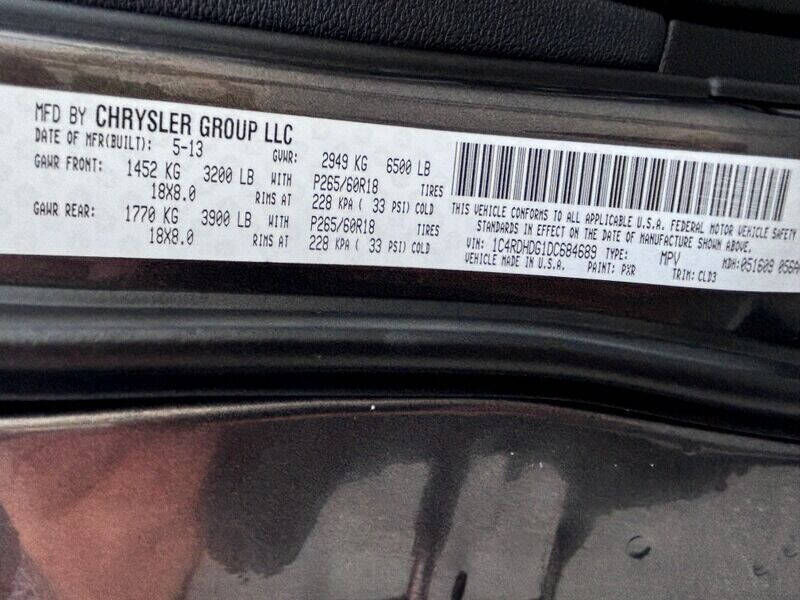 MFD BY CHRYSLER GROUP LLC
DATE OF MFR(BUILT): 5-13 GVWR: 2949 KG 6500 LB
GAWR FRONT: 1452 KG 3200 LB WITH P265/60R18 TIRES
18X8.0 RIMS AT 228 KPA ( 33 PSI) COLD
GAWR REAR: 1770 KG 3900 LB WITH P265/60R18 TIRES
18X8.0 RIMS AT 228 KPA ( 33 PSI) COLD
THIS VEHICLE CONFORMS TO ALL APPLICABLE U.S.A. FEDERAL MOTOR VEHICLE SAFETY
STANDARDS IN EFFECT ON THE DATE OF MANUFACTURE SHOWN ABOVE.
VIN: 1C4RDHDG1DC684689 TYPE: MPV MDH: 051609
VEHICLE MADE IN U.S.A. PAINT: PXR TRIM: CLD3